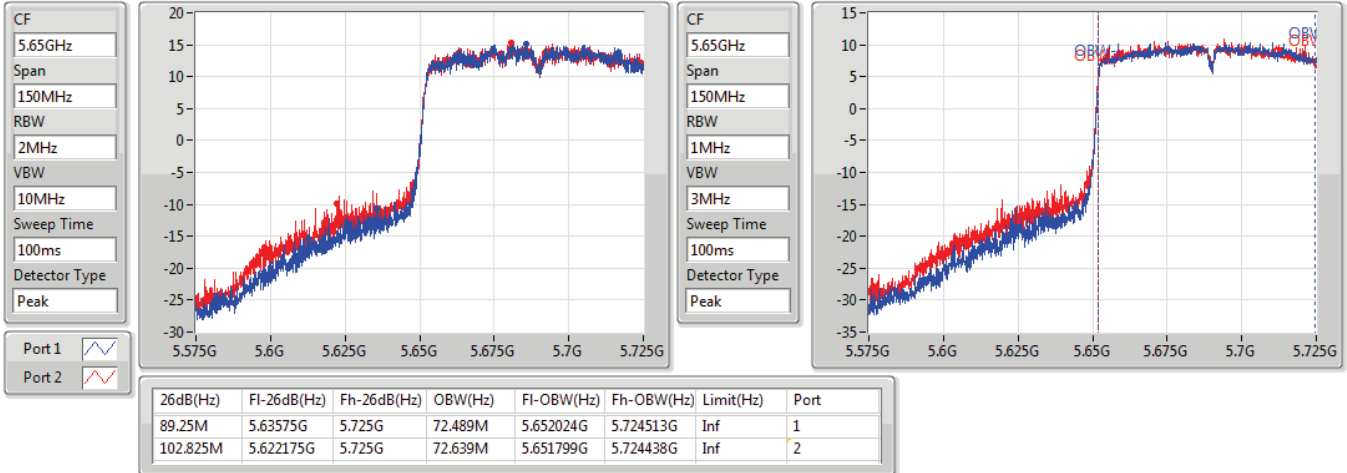 CF
5.65GHz
Span
150MHz
RBW
2MHz
VBW
10MHz
Sweep Time
100ms
Detector Type
Peak
20
15
10
5
0
-5
-10
-15
-20
-25
-30
5.575G 5.6G 5.625G 5.65G 5.675G 5.7G 5.725G
CF
5.65GHz
Span
150MHz
RBW
1MHz
VBW
3MHz
Sweep Time
100ms
Detector Type
Peak
15
10
5
0
-5
-10
-15
-20
-25
-30
-35
5.575G 5.6G 5.625G 5.65G 5.675G 5.7G 5.725G
Port 1
Port 2
26dB(Hz) Fl-26dB(Hz) Fh-26dB(Hz) OBW(Hz) Fl-OBW(Hz) Fh-OBW(Hz) Limit(Hz) Port
89.25M 5.63575G 5.725G 72.489M 5.652024G 5.724513G Inf 1
102.825M 5.622175G 5.725G 72.639M 5.651799G 5.724438G Inf 2